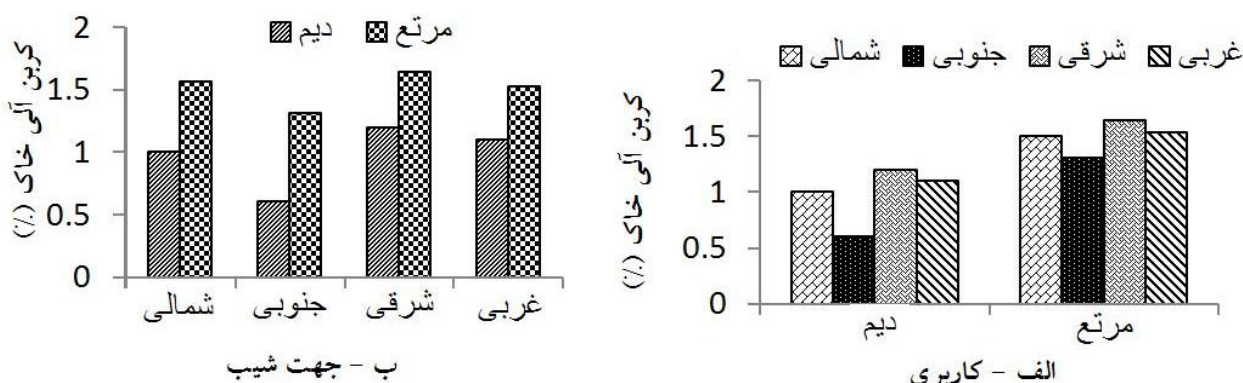 شمالی جنوبی شرقی غربی
کربن آلی خاک (٪)
2
1.5
1
0.5
0
دیم مرتع
الف - کاربری
دیم مرتع
کربن آلی خاک (٪)
2
1.5
1
0.5
0
شمالی جنوبی شرقی غربی
ب - جهت شیب